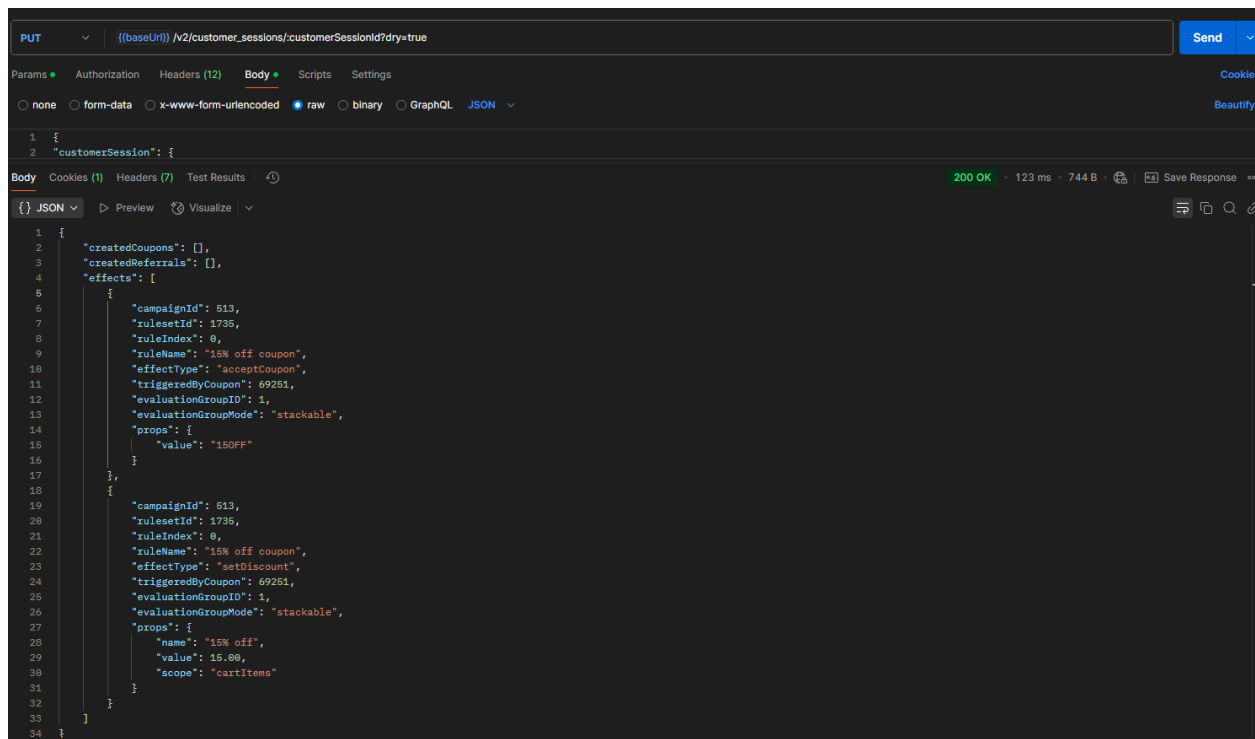 PUT {{baseUrl}} /v2/customer_sessions/:customerSessionId?dry=true Send
Params Authorization Headers (12) Body Scripts Settings Cookie
none form-data x-www-form-urlencoded raw binary GraphQL JSON Beautify
1 {
2 "customerSession": {
Body Cookies (1) Headers (7) Test Results 200 OK 123 ms 744 B Save Response
{} JSON Preview Visualize
1 {
2 "createdCoupons": [],
3 "createdReferrals": [],
4 "effects": [
5 {
6 "campaignId": 513,
7 "rulesetId": 1735,
8 "ruleIndex": 0,
9 "ruleName": "15% off coupon",
10 "effectType": "acceptCoupon",
11 "triggeredByCoupon": 69251,
12 "evaluationGroupID": 1,
13 "evaluationGroupMode": "stackable",
14 "props": {
15 "value": "15OFF"
16 }
17 },
18 {
19 "campaignId": 513,
20 "rulesetId": 1735,
21 "ruleIndex": 0,
22 "ruleName": "15% off coupon",
23 "effectType": "setDiscount",
24 "triggeredByCoupon": 69251,
25 "evaluationGroupID": 1,
26 "evaluationGroupMode": "stackable",
27 "props": {
28 "name": "15% off",
29 "value": 15.00,
30 "scope": "cartItems"
31 }
32 }
33 ]
34 }